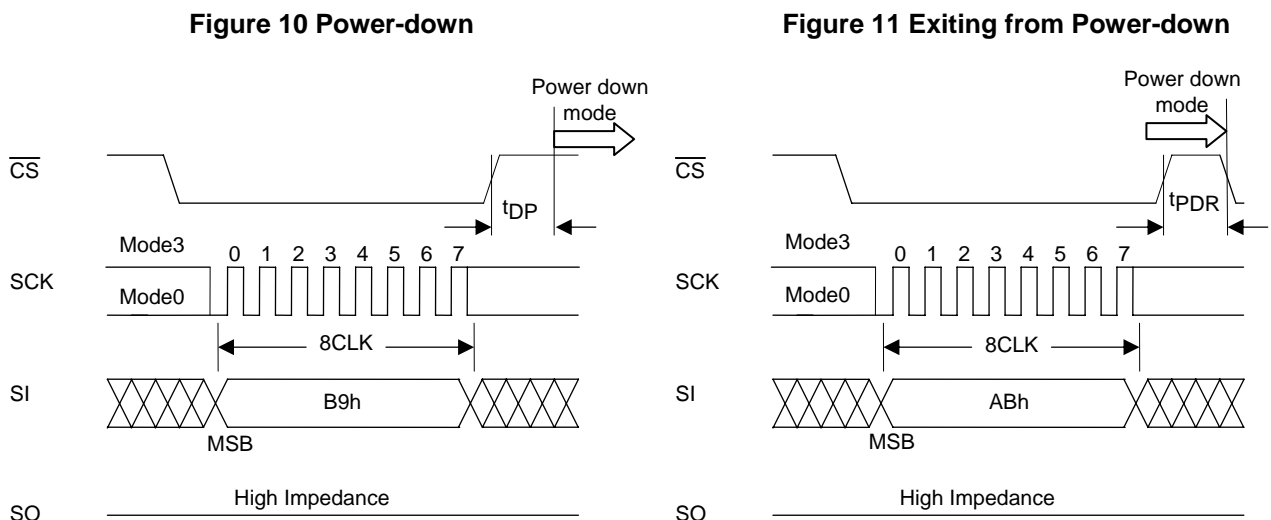 Figure 10 Power-down
Power down
mode
CS
tDP
Mode3
0 1 2 3 4 5 6 7
SCK
Mode0
8CLK
SI
B9h
MSB
High Impedance
SO
Figure 11 Exiting from Power-down
Power down
mode
CS
tPDR
Mode3
0 1 2 3 4 5 6 7
SCK
Mode0
8CLK
SI
ABh
MSB
High Impedance
SO